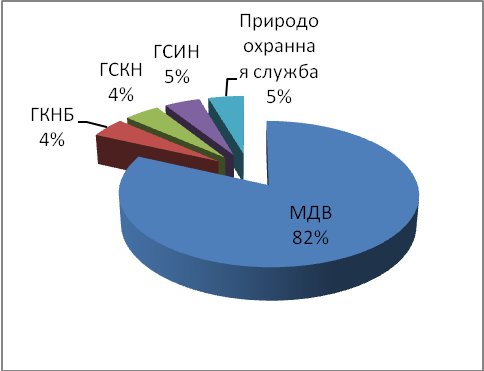 Природо
охранна
я служба
5%
ГСИН
5%
ГСКН
4%
ГКНБ
4%
МДВ
82%